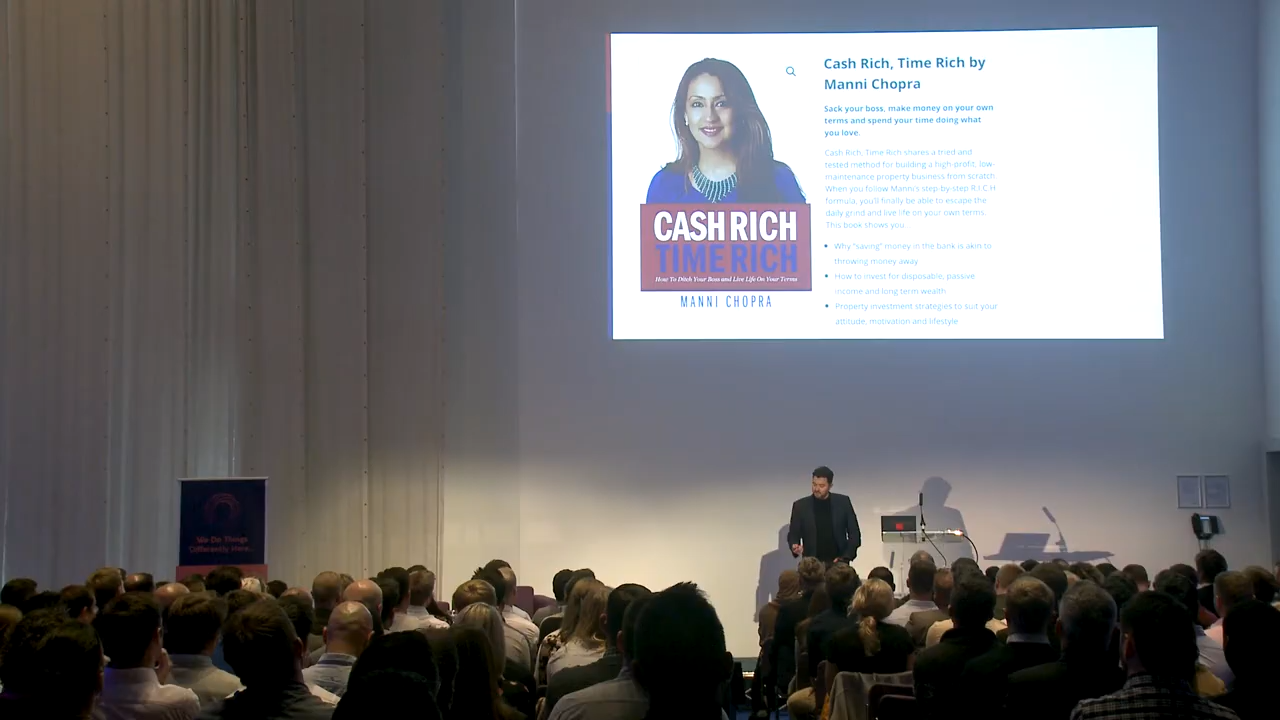 Cash Rich, Time Rich by
Manni Chopra
Sack your boss, make money on your own
terms and spend your time doing what
you love.
Cash Rich, Time Rich shares a tried and
tested method for building a high-profit, low-
maintenance property business from scratch
When you follow Manni's step-by-step R.I.C.H
formula, you'll finally be able to escape the
daily grind and live life on your own terms.
This book shows you...
Why "saving" money in the bank is akin to
throwing money away
How to invest for disposable, passive
income and long term wealth
Property investment strategies to suit your
attitude, motivation and lifestyle
CASH RICH
TIME RICH
How To Ditch Your Boss and Live Life On Your Terms
MANNI CHOPRA
We Do Things
Differently Here...